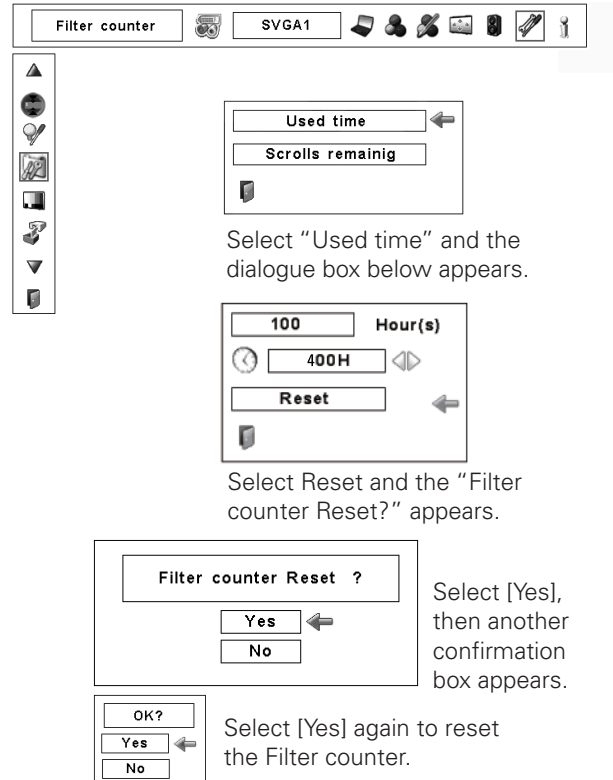 Filter counter SVGA1
Used time
Scrolls remainig
Select “Used time” and the
dialogue box below appears.
100 Hour(s)
400H
Reset
Select Reset and the “Filter
counter Reset?” appears.
Filter counter Reset ?
Yes
No
Select [Yes],
then another
confirmation
box appears.
OK?
Yes
No
Select [Yes] again to reset
the Filter counter.